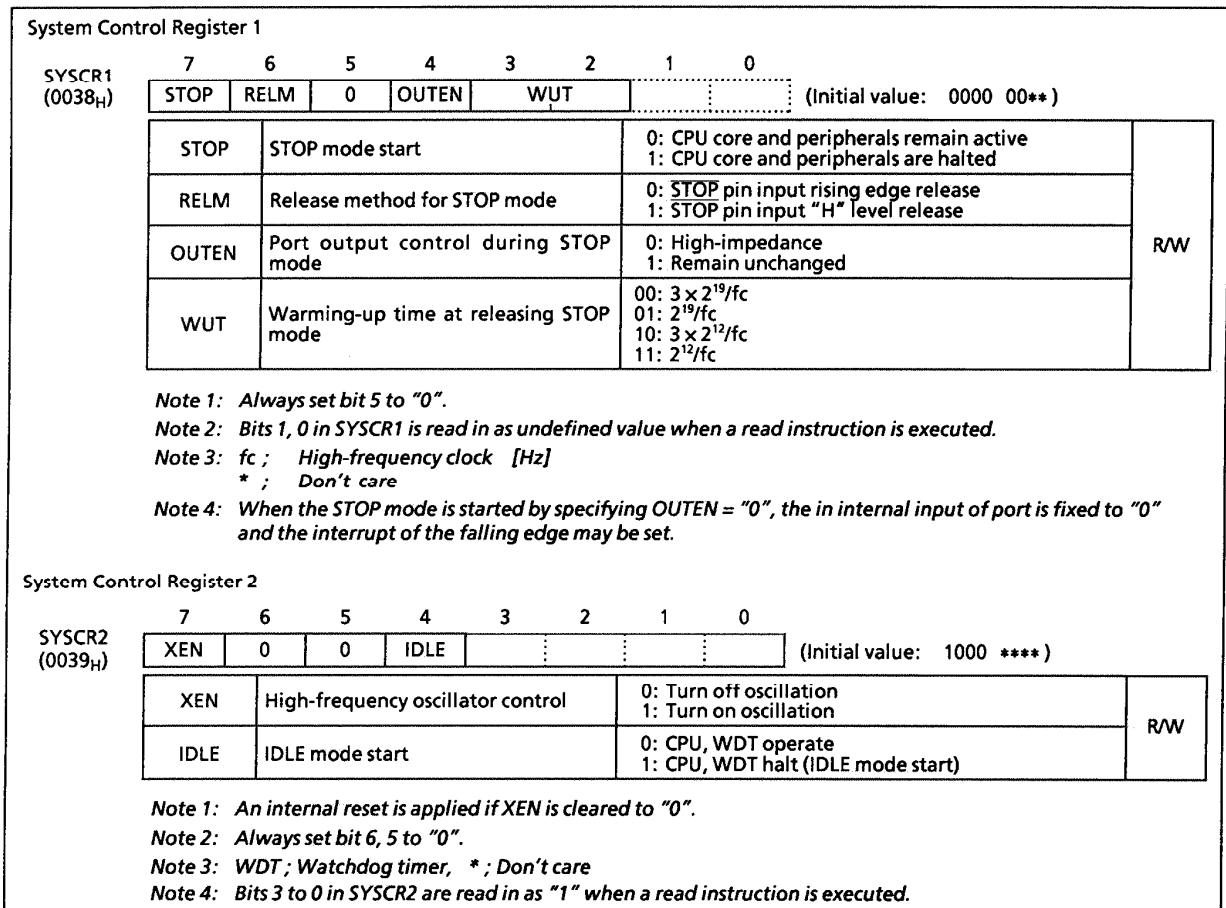 System Control Register 1
7 6 5 4 3 2 1 0
SYSCR1 (0038H) STOP RELM 0 OUTEN WUT (Initial value: 0000 00**)
STOP STOP mode start 0: CPU core and peripherals remain active
1: CPU core and peripherals are halted
RELM Release method for STOP mode 0: STOP pin input rising edge release
1: STOP pin input "H" level release
OUTEN Port output control during STOP mode 0: High-impedance
1: Remain unchanged
R/W
WUT Warming-up time at releasing STOP mode 00: 3 × 2¹⁹/fc
01: 2¹⁹/fc
10: 3 × 2¹²/fc
11: 2¹²/fc
Note 1: Always set bit 5 to "0".
Note 2: Bits 1, 0 in SYSCR1 is read in as undefined value when a read instruction is executed.
Note 3: fc ; High-frequency clock [Hz]
* ; Don't care
Note 4: When the STOP mode is started by specifying OUTEN = "0", the in internal input of port is fixed to "0"
and the interrupt of the falling edge may be set.
System Control Register 2
7 6 5 4 3 2 1 0
SYSCR2 (0039H) XEN 0 0 IDLE (Initial value: 1000 ****)
XEN High-frequency oscillator control 0: Turn off oscillation
1: Turn on oscillation
R/W
IDLE IDLE mode start 0: CPU, WDT operate
1: CPU, WDT halt (IDLE mode start)
Note 1: An internal reset is applied if XEN is cleared to "0".
Note 2: Always set bit 6, 5 to "0".
Note 3: WDT ; Watchdog timer, * ; Don't care
Note 4: Bits 3 to 0 in SYSCR2 are read in as "1" when a read instruction is executed.